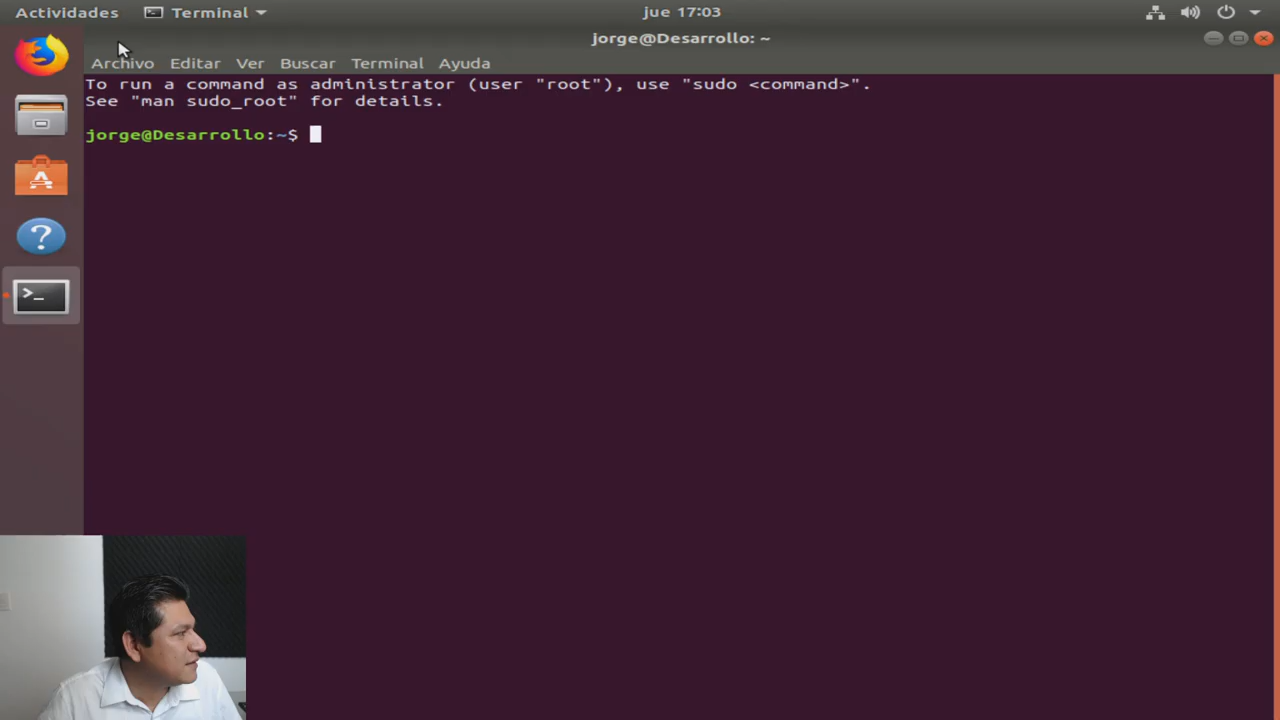 Actividades Terminal jue 17:03
jorge@Desarrollo: ~
Archivo Editar Ver Buscar Terminal Ayuda
To run a command as administrator (user "root"), use "sudo <command>".
See "man sudo_root" for details.
jorge@Desarrollo:~$